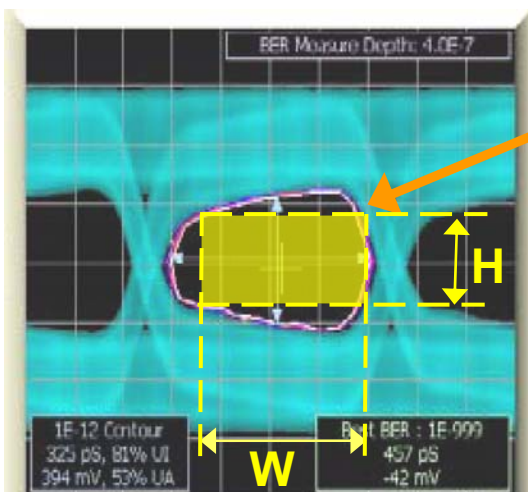 BER Measure Depth: 4.0E-7
H
W
1E-12 Contour
325 pS, 81% UI
394 mV, 53% UA
Best BER : 1E-999
457 pS
-42 mV